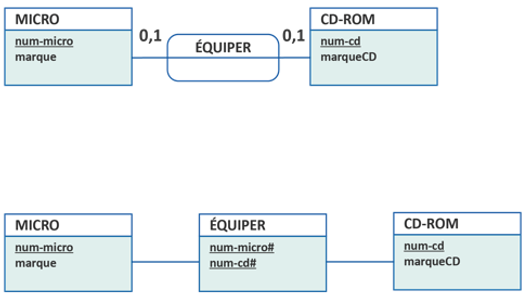 MICRO
num-micro
marque
0,1
ÉQUIPER
0,1
CD-ROM
num-cd
marqueCD
MICRO
num-micro
marque
ÉQUIPER
num-micro#
num-cd#
CD-ROM
num-cd
marqueCD